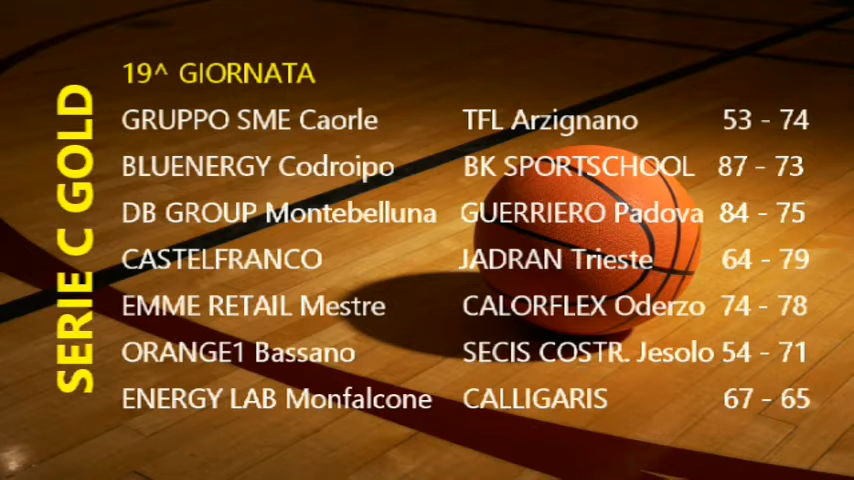 SERIE C GOLD
19^ GIORNATA
GRUPPO SME Caorle TFL Arzignano 53 - 74
BLUENERGY Codroipo BK SPORTSCHOOL 87 - 73
DB GROUP Montebelluna GUERRIERO Padova 84 - 75
CASTELFRANCO JADRAN Trieste 64 - 79
EMME RETAIL Mestre CALORFLEX Oderzo 74 - 78
ORANGE1 Bassano SECIS COSTR. Jesolo 54 - 71
ENERGY LAB Monfalcone CALLIGARIS 67 - 65